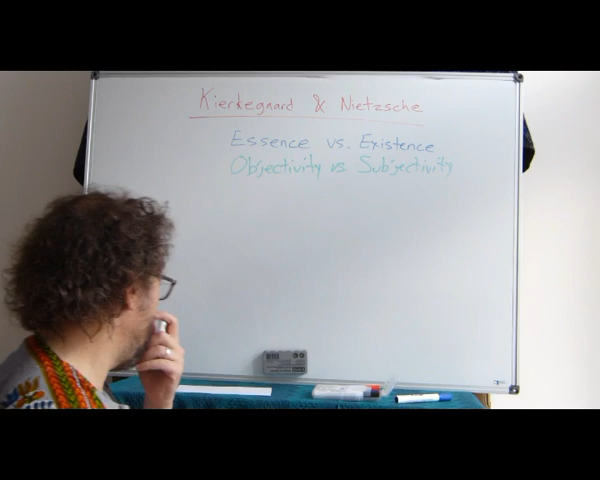 Kierkegaard & Nietzsche
Essence vs. Existence
Objectivity vs Subjectivity